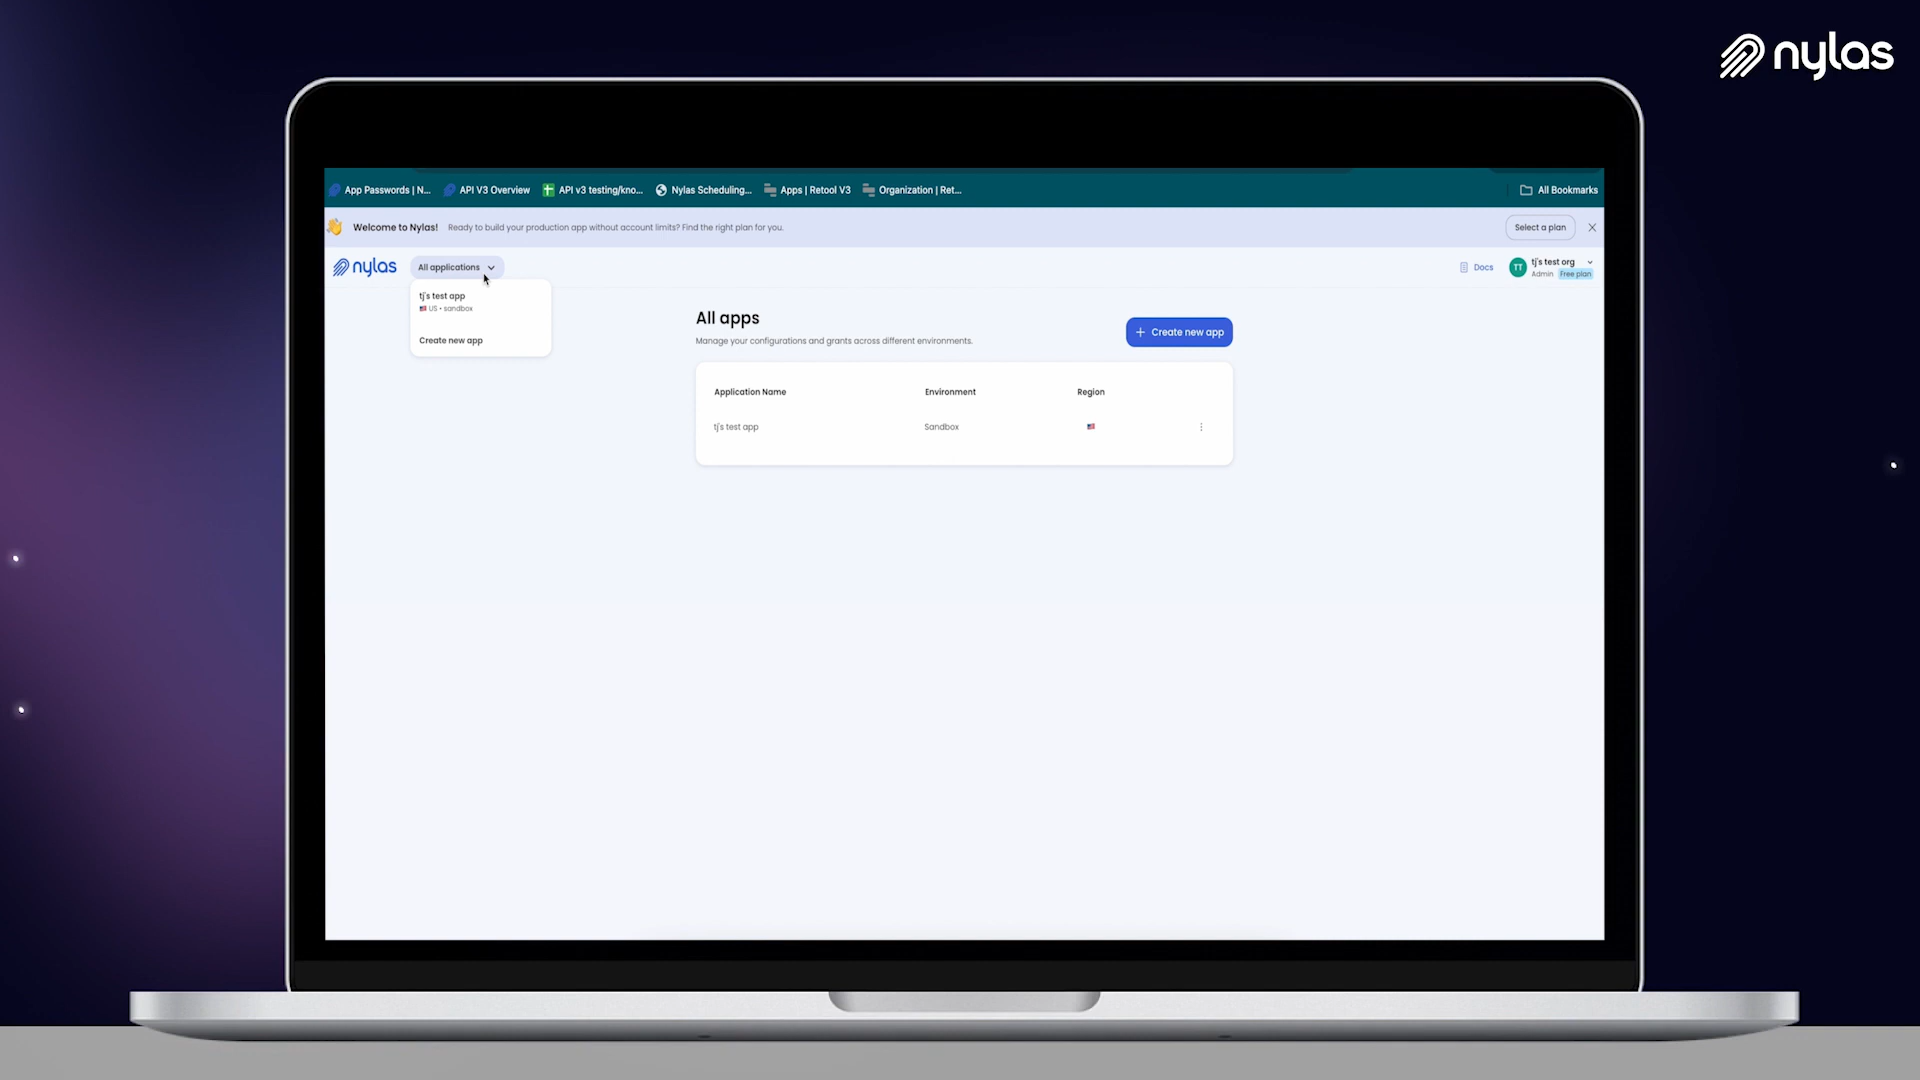 nylas
App Passwords | N...
API V3 Overview
API v3 testing/kno...
Nylas Scheduling...
Apps | Retool V3
Organization | Ret...
All Bookmarks
Welcome to Nylas! Ready to build your production app without account limits? Find the right plan for you.
Select a plan
nylas
All applications
Docs
TT
tj's test org
Admin Free plan
tj's test app
US • sandbox
Create new app
All apps
Manage your configurations and grants across different environments.
+ Create new app
Application Name Environment Region
tj's test app Sandbox